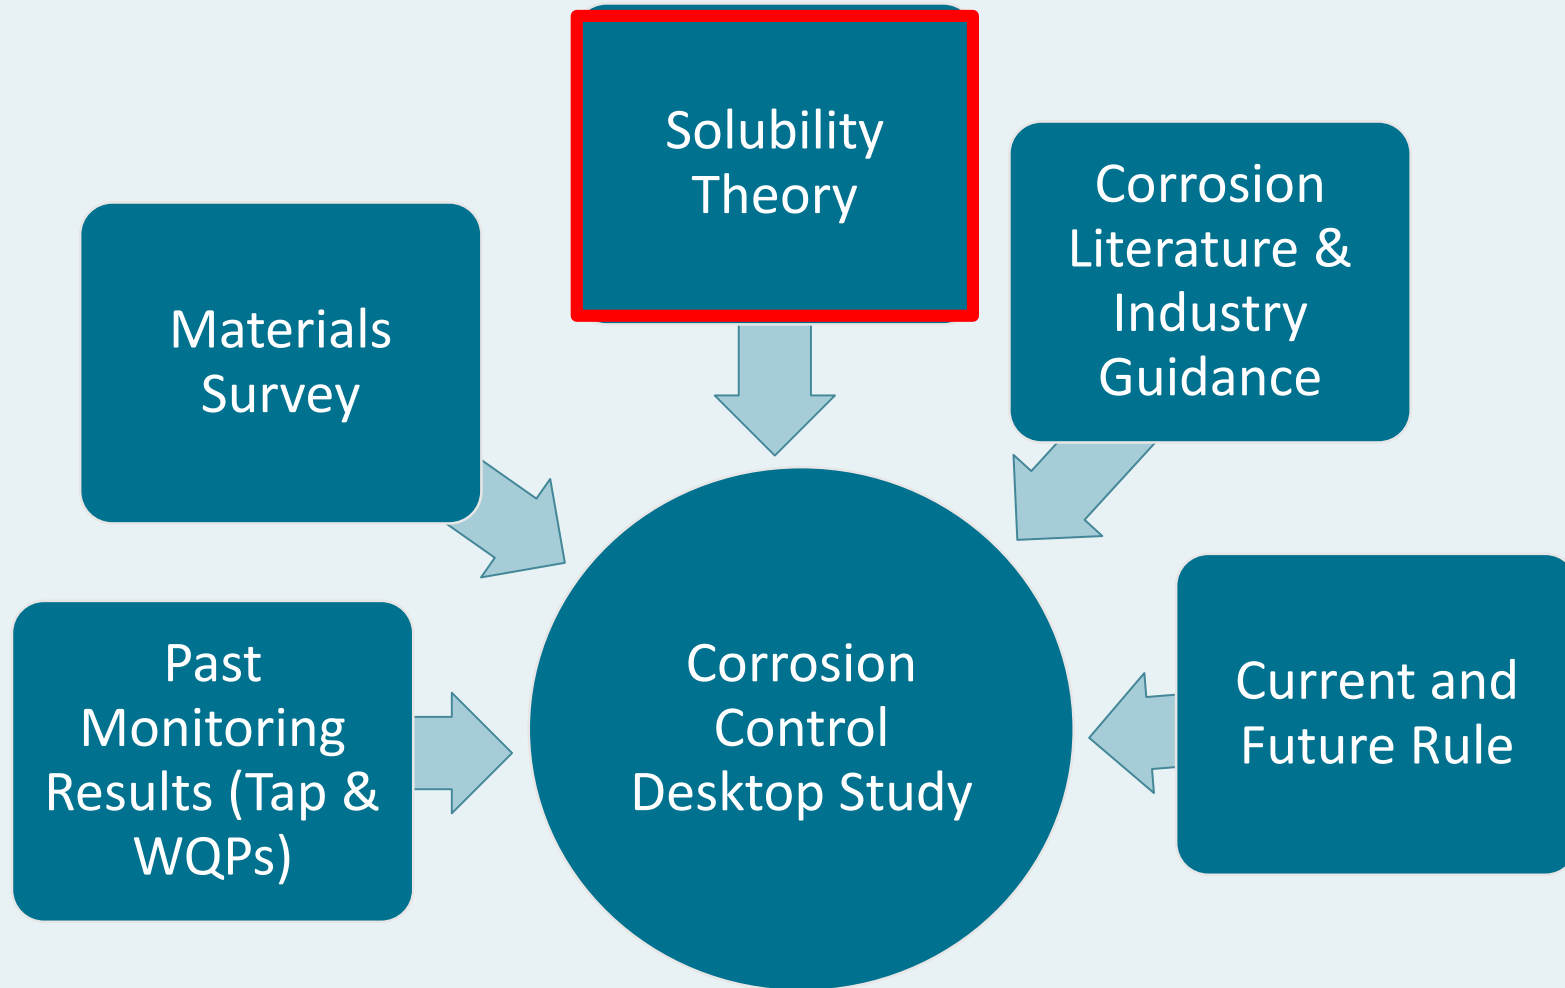 Solubility
Theory
Corrosion
Literature &
Industry
Guidance
Materials
Survey
Past
Monitoring
Results (Tap &
WQPs)
Corrosion
Control
Desktop Study
Current and
Future Rule